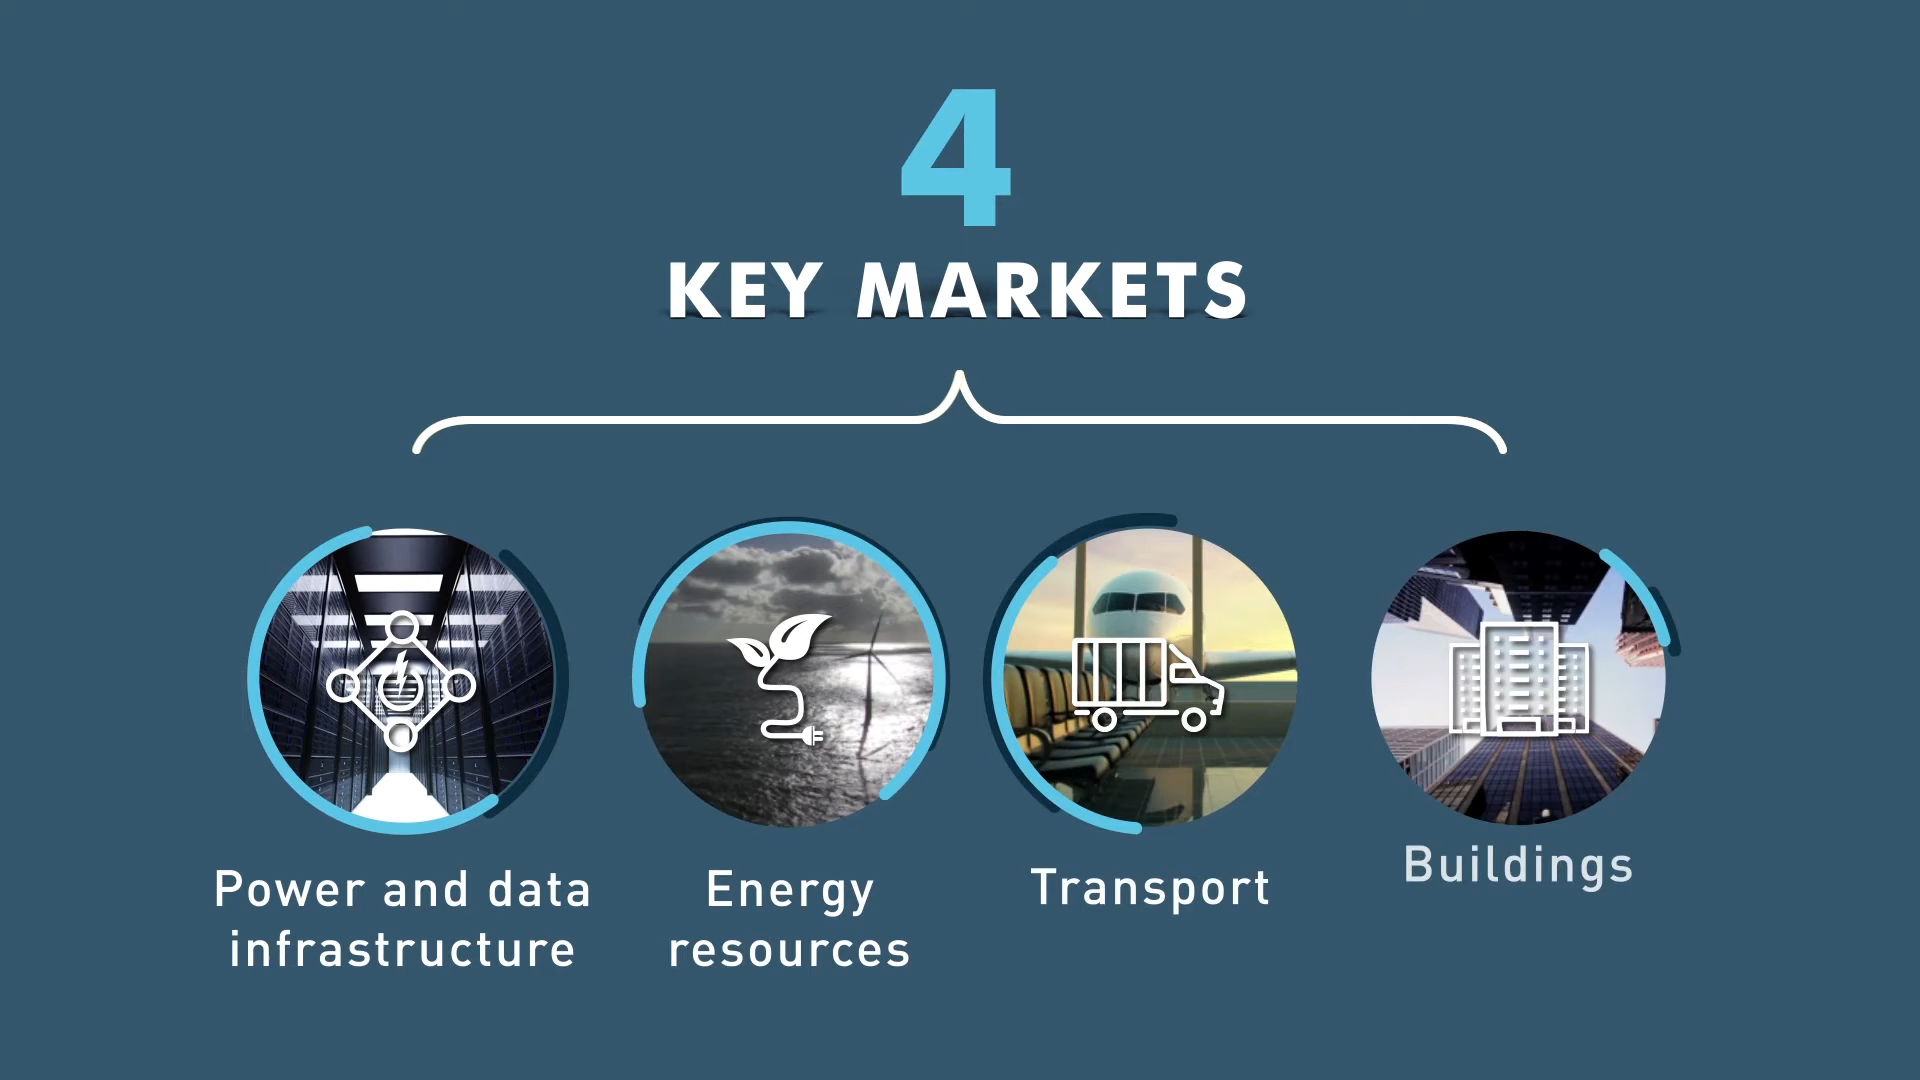 4
KEY MARKETS
Power and data
infrastructure
Energy
resources
Transport
Buildings